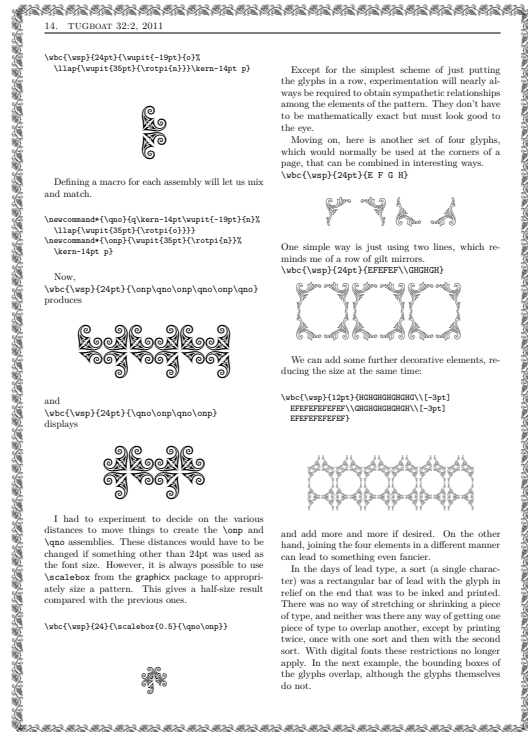 14. TUGBOAT 32:2, 2011
\wbc{\wsp}{24pt}{\wupit{-19pt}{o}%
\llap{\wupit{35pt}{\rotpi{n}}}\kern-14pt p}
Defining a macro for each assembly will let us mix
and match.
\newcommand*{\qno}{q\kern-14pt\wupit{-19pt}{n}%
\llap{\wupit{35pt}{\rotpi{o}}}}
\newcommand*{\onp}{\wupit{35pt}{\rotpi{n}}%
\kern-14pt p}
Now,
\wbc{\wsp}{24pt}{\onp\qno\onp\qno\onp\qno}
produces
and
\wbc{\wsp}{24pt}{\qno\onp\qno\onp}
displays
I had to experiment to decide on the various
distances to move things to create the \onp and
\qno assemblies. These distances would have to be
changed if something other than 24pt was used as
the font size. However, it is always possible to use
\scalebox from the graphicx package to appropri-
ately size a pattern. This gives a half-size result
compared with the previous ones.
\wbc{\wsp}{24}{\scalebox{0.5}{\qno\onp}}
Except for the simplest scheme of just putting
the glyphs in a row, experimentation will nearly al-
ways be required to obtain sympathetic relationships
among the elements of the pattern. They don't have
to be mathematically exact but must look good to
the eye.
Moving on, here is another set of four glyphs,
which would normally be used at the corners of a
page, that can be combined in interesting ways.
\wbc{\wsp}{24pt}{E F G H}
One simple way is just using two lines, which re-
minds me of a row of gilt mirrors.
\wbc{\wsp}{24pt}{EFEFEF\\GHGHGH}
We can add some further decorative elements, re-
ducing the size at the same time:
\wbc{\wsp}{12pt}{HGHGHGHGHGHG\\[-3pt]
EFEFEFEFEFEF\\GHGHGHGHGHGH\\[-3pt]
EFEFEFEFEFEF}
and add more and more if desired. On the other
hand, joining the four elements in a different manner
can lead to something even fancier.
In the days of lead type, a sort (a single charac-
ter) was a rectangular bar of lead with the glyph in
relief on the end that was to be inked and printed.
There was no way of stretching or shrinking a piece
of type, and neither was there any way of getting one
piece of type to overlap another, except by printing
twice, once with one sort and then with the second
sort. With digital fonts these restrictions no longer
apply. In the next example, the bounding boxes of
the glyphs overlap, although the glyphs themselves
do not.